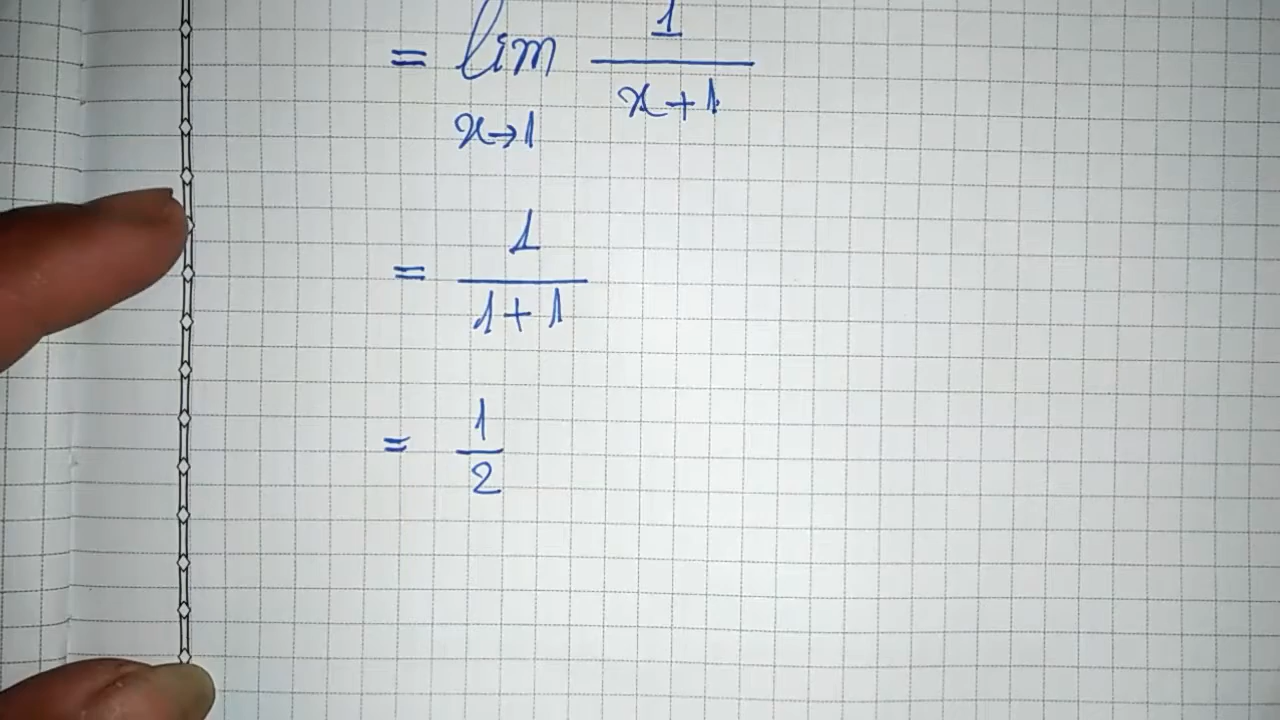 = lim 1/(x+1)
x→1
= 1/(1+1)
= 1/2